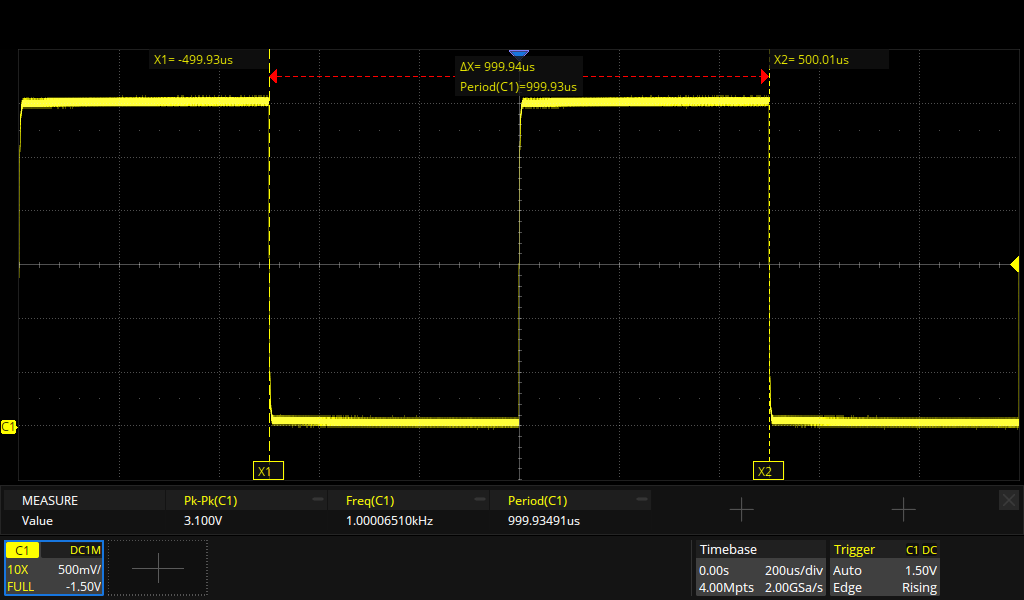 X1= -499.93us
ΔX= 999.94us
X2= 500.01us
Period(C1)=999.93us
C1
X1
X2
MEASURE Pk-Pk(C1) Freq(C1) Period(C1)
Value 3.100V 1.00006510kHz 999.93491us
C1 DC1M
10X 500mV/
FULL -1.50V
Timebase
0.00s 200us/div
4.00Mpts 2.00GSa/s
Trigger C1 DC
Auto 1.50V
Edge Rising